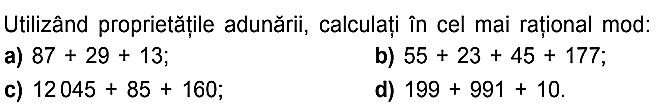 Utilizând proprietățile adunării, calculați în cel mai rațional mod:
a) 87 + 29 + 13; b) 55 + 23 + 45 + 177;
c) 12 045 + 85 + 160; d) 199 + 991 + 10.